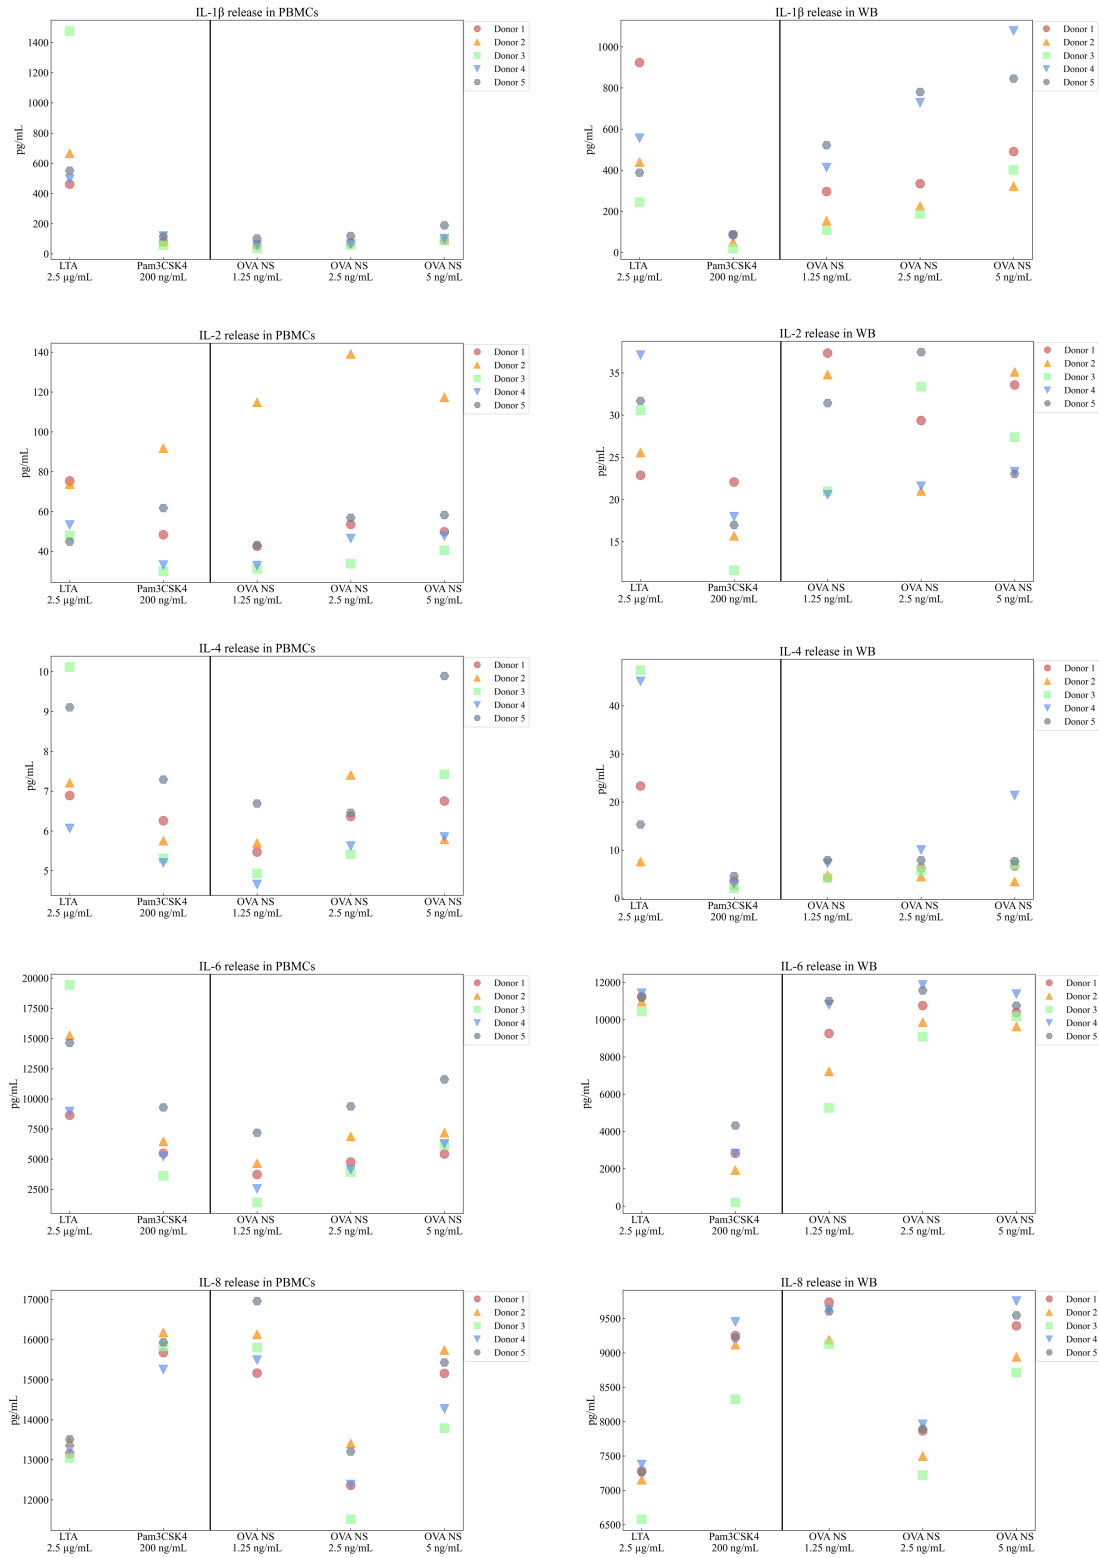 IL-1β release in PBMCs
pg/mL
1400
1200
1000
800
600
400
200
0
LTA
2.5 µg/mL
Pam3CSK4
200 ng/mL
OVA NS
1.25 ng/mL
OVA NS
2.5 ng/mL
OVA NS
5 ng/mL
Donor 1
Donor 2
Donor 3
Donor 4
Donor 5
IL-1β release in WB
pg/mL
1000
800
600
400
200
0
LTA
2.5 µg/mL
Pam3CSK4
200 ng/mL
OVA NS
1.25 ng/mL
OVA NS
2.5 ng/mL
OVA NS
5 ng/mL
Donor 1
Donor 2
Donor 3
Donor 4
Donor 5
IL-2 release in PBMCs
pg/mL
140
120
100
80
60
40
LTA
2.5 µg/mL
Pam3CSK4
200 ng/mL
OVA NS
1.25 ng/mL
OVA NS
2.5 ng/mL
OVA NS
5 ng/mL
Donor 1
Donor 2
Donor 3
Donor 4
Donor 5
IL-2 release in WB
pg/mL
35
30
25
20
15
LTA
2.5 µg/mL
Pam3CSK4
200 ng/mL
OVA NS
1.25 ng/mL
OVA NS
2.5 ng/mL
OVA NS
5 ng/mL
Donor 1
Donor 2
Donor 3
Donor 4
Donor 5
IL-4 release in PBMCs
pg/mL
10
9
8
7
6
5
LTA
2.5 µg/mL
Pam3CSK4
200 ng/mL
OVA NS
1.25 ng/mL
OVA NS
2.5 ng/mL
OVA NS
5 ng/mL
Donor 1
Donor 2
Donor 3
Donor 4
Donor 5
IL-4 release in WB
pg/mL
40
30
20
10
0
LTA
2.5 µg/mL
Pam3CSK4
200 ng/mL
OVA NS
1.25 ng/mL
OVA NS
2.5 ng/mL
OVA NS
5 ng/mL
Donor 1
Donor 2
Donor 3
Donor 4
Donor 5
IL-6 release in PBMCs
pg/mL
20000
17500
15000
12500
10000
7500
5000
2500
LTA
2.5 µg/mL
Pam3CSK4
200 ng/mL
OVA NS
1.25 ng/mL
OVA NS
2.5 ng/mL
OVA NS
5 ng/mL
Donor 1
Donor 2
Donor 3
Donor 4
Donor 5
IL-6 release in WB
pg/mL
12000
10000
8000
6000
4000
2000
0
LTA
2.5 µg/mL
Pam3CSK4
200 ng/mL
OVA NS
1.25 ng/mL
OVA NS
2.5 ng/mL
OVA NS
5 ng/mL
Donor 1
Donor 2
Donor 3
Donor 4
Donor 5
IL-8 release in PBMCs
pg/mL
17000
16000
15000
14000
13000
12000
LTA
2.5 µg/mL
Pam3CSK4
200 ng/mL
OVA NS
1.25 ng/mL
OVA NS
2.5 ng/mL
OVA NS
5 ng/mL
Donor 1
Donor 2
Donor 3
Donor 4
Donor 5
IL-8 release in WB
pg/mL
9500
9000
8500
8000
7500
7000
6500
LTA
2.5 µg/mL
Pam3CSK4
200 ng/mL
OVA NS
1.25 ng/mL
OVA NS
2.5 ng/mL
OVA NS
5 ng/mL
Donor 1
Donor 2
Donor 3
Donor 4
Donor 5